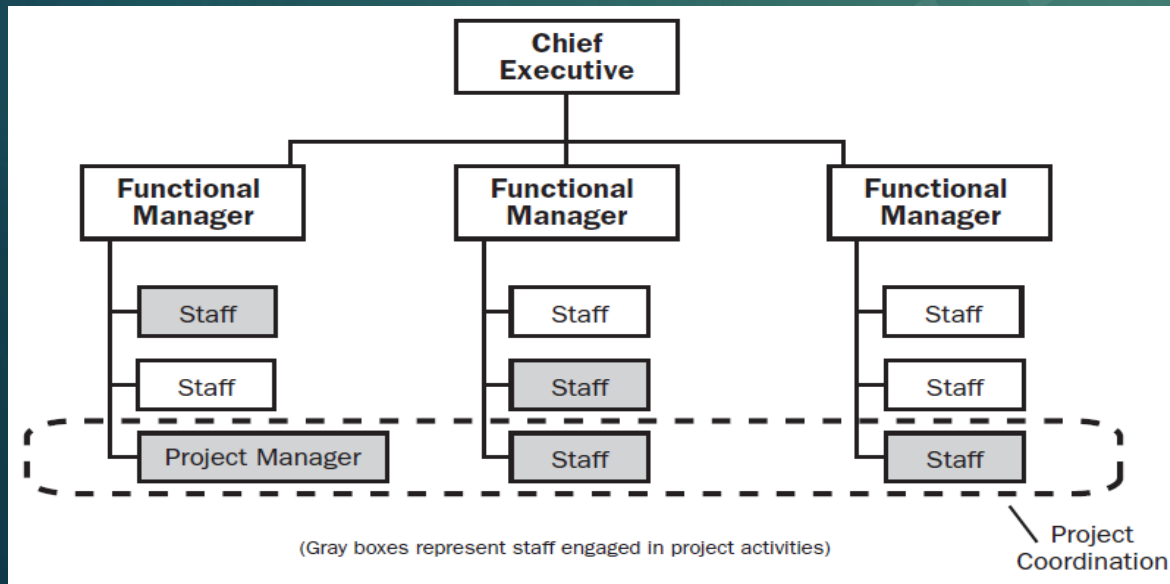 Chief
Executive
Functional
Manager
Functional
Manager
Functional
Manager
Staff
Staff
Staff
Staff
Staff
Staff
Project Manager
Staff
Staff
(Gray boxes represent staff engaged in project activities)
Project
Coordination